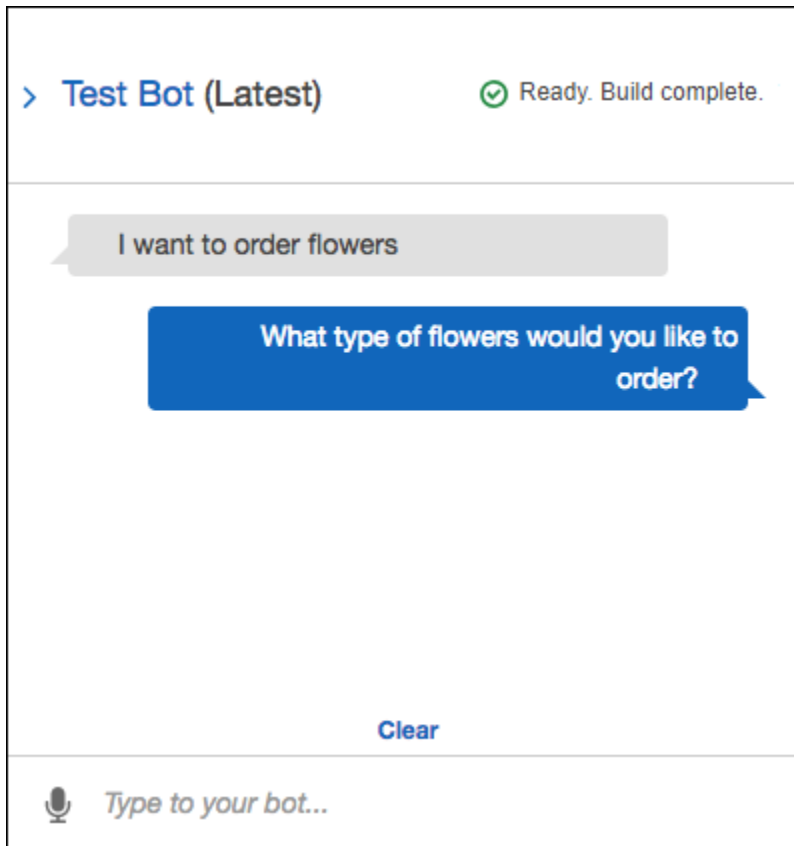 Test Bot (Latest)
Ready. Build complete.
I want to order flowers
What type of flowers would you like to
order?
Clear
Type to your bot...